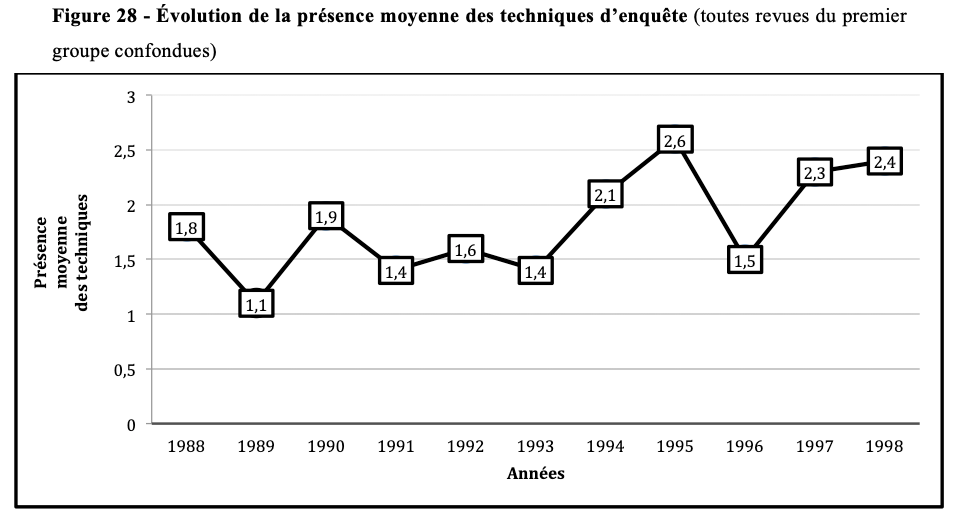 Figure 28 - Évolution de la présence moyenne des techniques d’enquête (toutes revues du premier
groupe confondues)
Présence
moyenne
des techniques
3
2,5
2
1,5
1
0,5
0
1,8
1,1
1,9
1,4
1,6
1,4
2,1
2,6
1,5
2,3
2,4
1988 1989 1990 1991 1992 1993 1994 1995 1996 1997 1998
Années